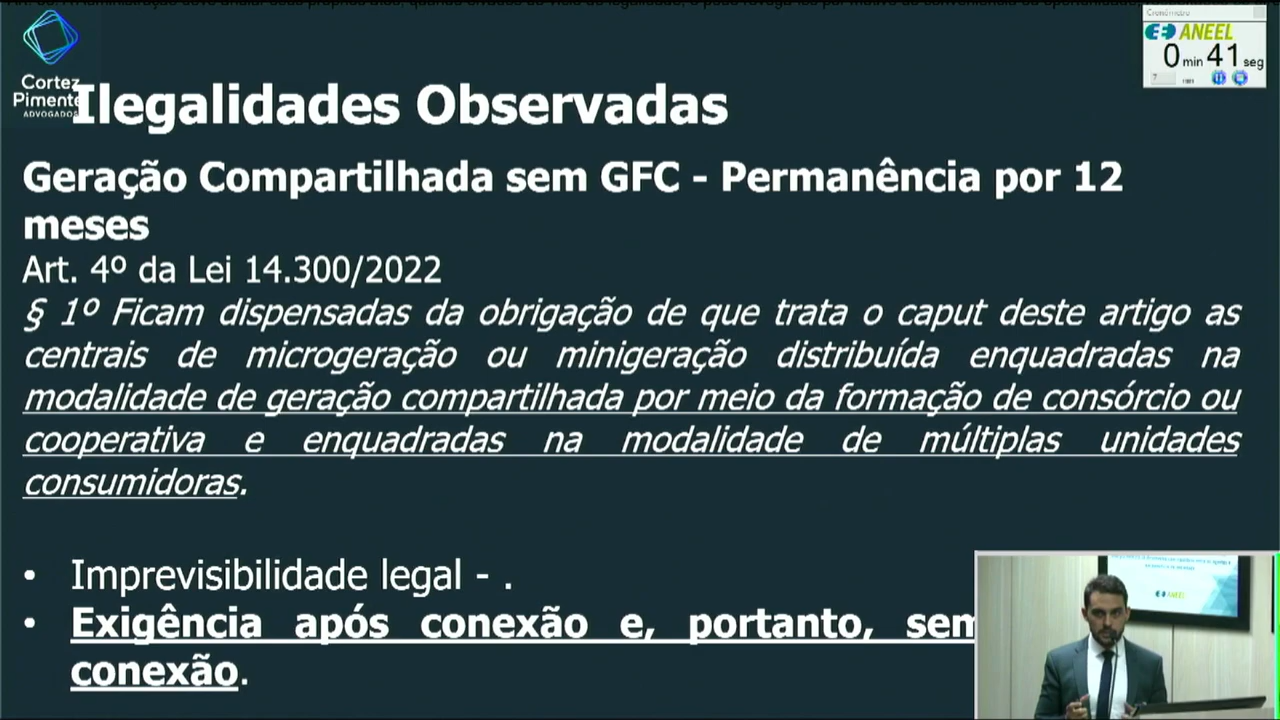 Cortez
Pimente
ADVOGADOS
Ilegalidades Observadas
Cronômetro
ANEEL
0 min 41 seg
Geração Compartilhada sem GFC - Permanência por 12
meses
Art. 4º da Lei 14.300/2022
§ 1º Ficam dispensadas da obrigação de que trata o caput deste artigo as
centrais de microgeração ou minigeração distribuída enquadradas na
modalidade de geração compartilhada por meio da formação de consórcio ou
cooperativa e enquadradas na modalidade de múltiplas unidades
consumidoras.
• Imprevisibilidade legal - .
• Exigência após conexão e, portanto, sem
conexão.
ANEEL